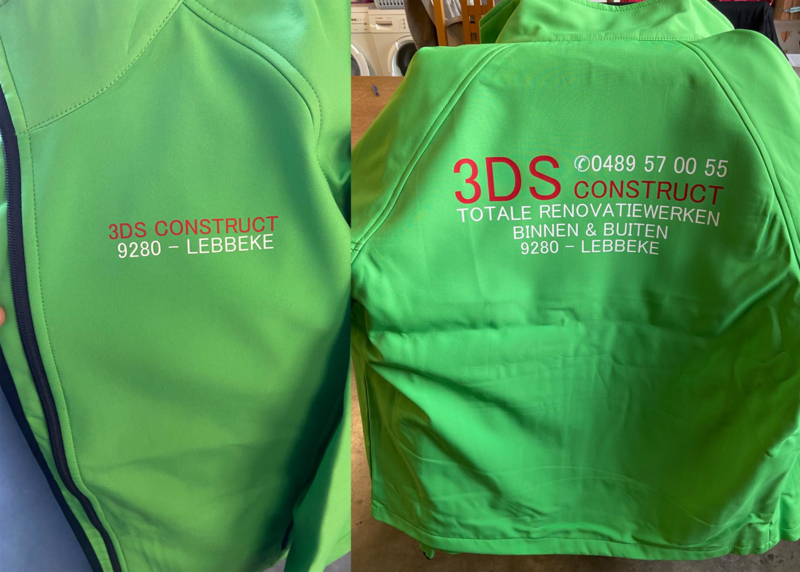 3DS CONSTRUCT
9280 – LEBBEKE
3DS ✆0489 57 00 55
CONSTRUCT
TOTALE RENOVATIEWERKEN
BINNEN & BUITEN
9280 – LEBBEKE